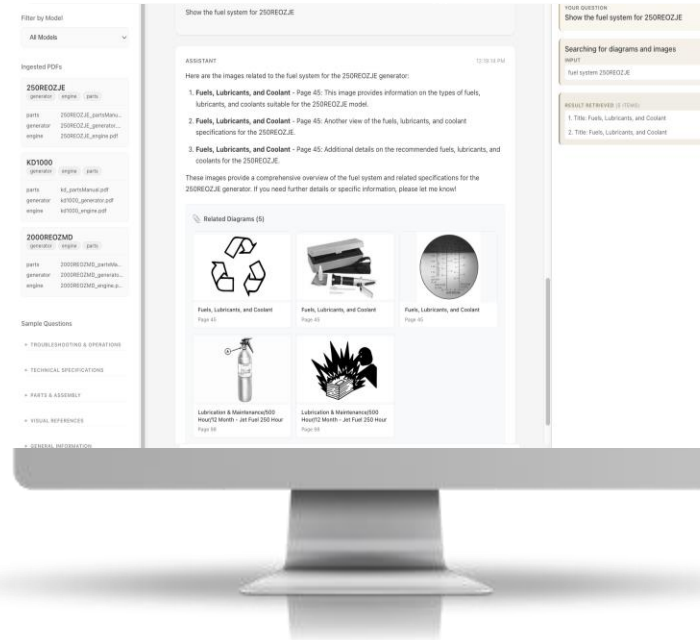 Filter by Model
All Models
Ingested PDFs
250REOZJE
generator engine parts
parts 250REOZJE_partsManu...
generator 250REOZJE_generator....
engine 250REOZJE_engine.pdf
KD1000
generator engine parts
parts kd_partsManual.pdf
generator kd1000_generator.pdf
engine kd1000_engine.pdf
2000REOZMD
generator engine parts
parts 2000REOZMD_partsMa...
generator 2000REOZMD_generato...
engine 2000REOZMD_engine.p...
Sample Questions
+ TROUBLESHOOTING & OPERATIONS
+ TECHNICAL SPECIFICATIONS
+ PARTS & ASSEMBLY
+ VISUAL REFERENCES
+ GENERAL INFORMATION
Show the fuel system for 250REOZJE
ASSISTANT
Here are the images related to the fuel system for the 250REOZJE generator:
1. Fuels, Lubricants, and Coolant - Page 45: This image provides information on the types of fuels,
lubricants, and coolants suitable for the 250REOZJE model.
2. Fuels, Lubricants, and Coolant - Page 45: Another view of the fuels, lubricants, and coolant
specifications for the 250REOZJE.
3. Fuels, Lubricants, and Coolant - Page 45: Additional details on the recommended fuels, lubricants, and
coolants for the 250REOZJE.
These images provide a comprehensive overview of the fuel system and related specifications for the
250REOZJE generator. If you need further details or specific information, please let me know!
Related Diagrams (5)
Fuels, Lubricants, and Coolant
Page 45
Fuels, Lubricants, and Coolant
Page 45
Fuels, Lubricants, and Coolant
Page 45
Lubrication & Maintenance/500
Hour/12 Month - Jet Fuel 250 Hour
Lubrication & Maintenance/500
Hour/12 Month - Jet Fuel 250 Hour
YOUR QUESTION
Show the fuel system for 250REOZJE
Searching for diagrams and images
INPUT
fuel system 250REOZJE
RESULT RETRIEVED
1. Title: Fuels, Lubricants, and Coolant
2. Title: Fuels, Lubricants, and Coolant